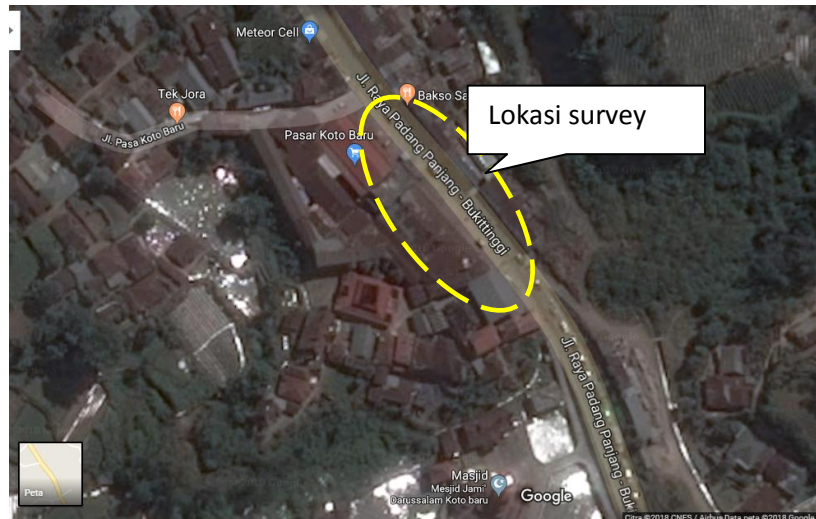 Meteor Cell
Tek Jora
Bakso Sa
Lokasi survey
Jl. Pasa Koto Baru
Pasar Koto Baru
Jl. Raya Padang Panjang - Bukittinggi
Jl. Raya Padang Panjang - Buki
Peta
Masjid
Mesjid Jami`
Darussalam Koto baru
Google
Citra ©2018 CNES / Airbus Data peta ©2018 Google